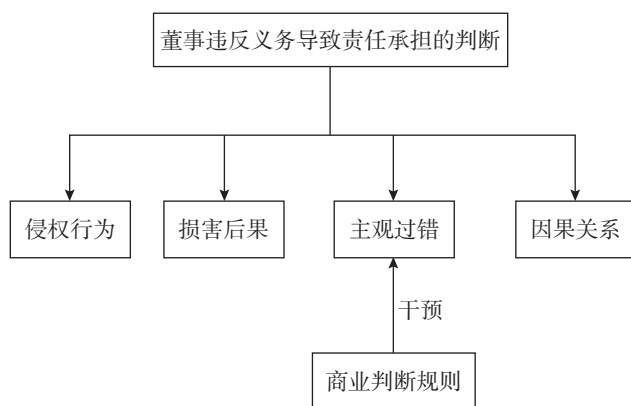 董事违反义务导致责任承担的判断
侵权行为
损害后果
主观过错
因果关系
干预
商业判断规则